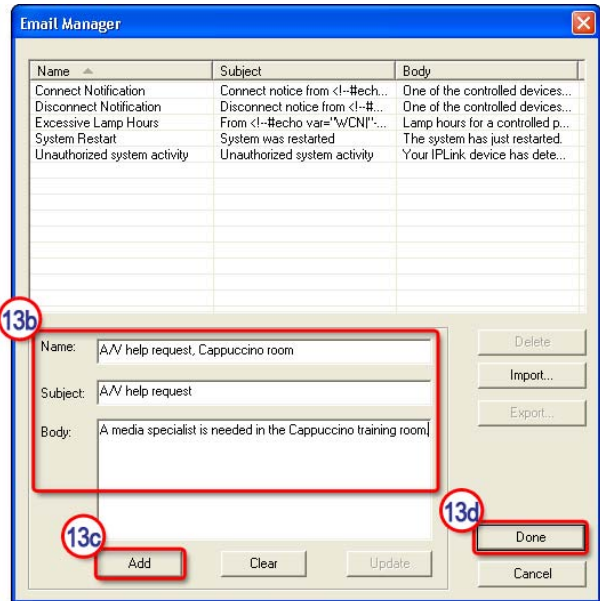 Email Manager
Name Subject Body
Connect Notification Connect notice from <!--#ech... One of the controlled devices...
Disconnect Notification Disconnect notice from <!--#... One of the controlled devices...
Excessive Lamp Hours From <!--#echo var="WCN|"-... Lamp hours for a controlled p...
System Restart System was restarted The system has just restarted.
Unauthorized system activity Unauthorized system activity Your IPLink device has dete...
13b
Name: A/V help request, Cappuccino room
Delete
Import...
Subject: A/V help request
Export...
Body: A media specialist is needed in the Cappuccino training room.
13c
13d
Done
Add Clear Update
Cancel